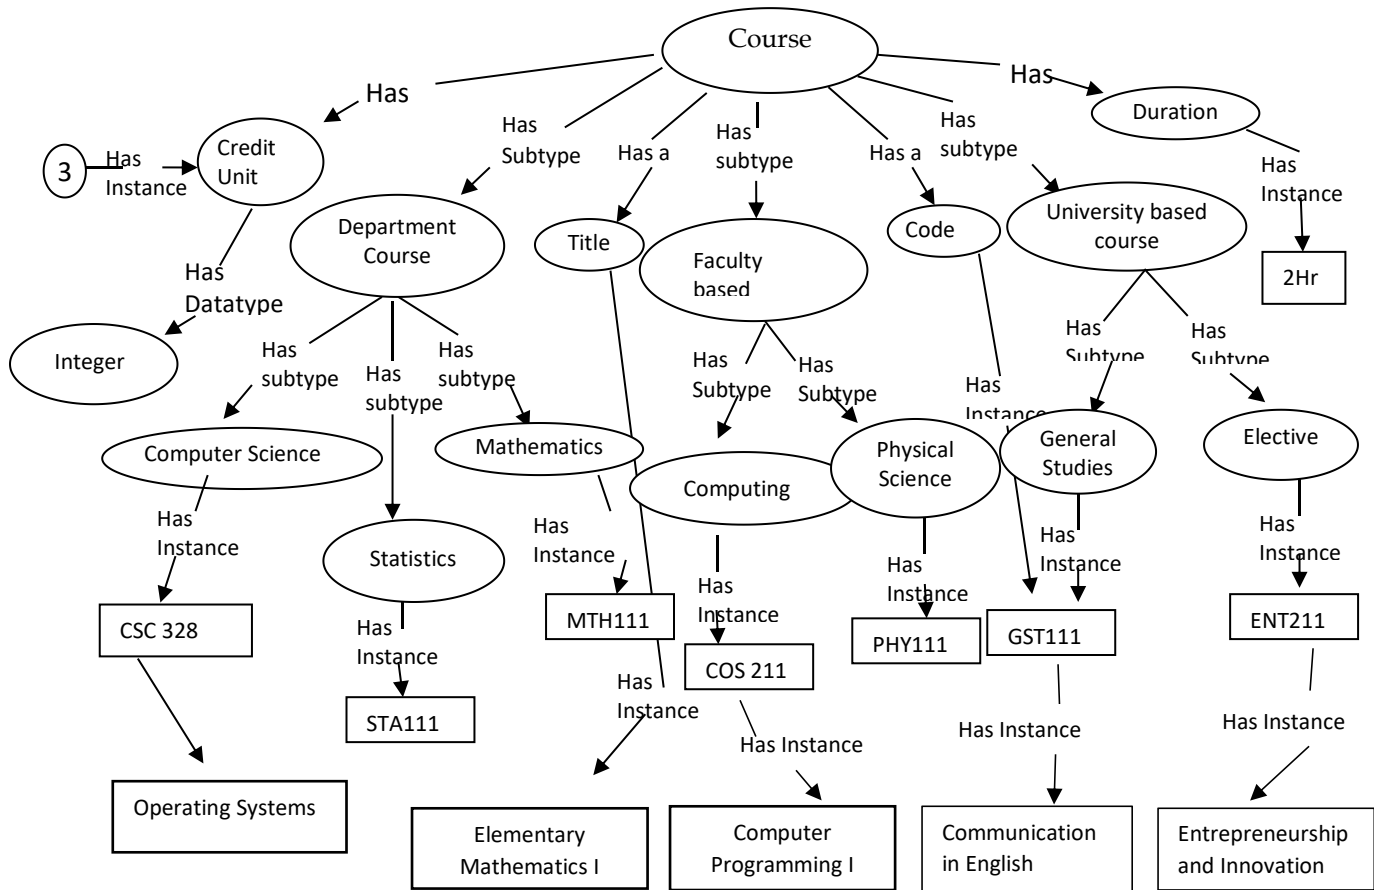 Course
Has
Has
Duration
Has
Subtype
Has a
Has
subtype
Has a
Has
subtype
3
Has
Instance
Credit
Unit
Has
Instance
Department
Course
Title
Faculty
based
Code
University based
course
2Hr
Has
Datatype
Integer
Has
subtype
Has
subtype
Has
subtype
Has
Subtype
Has
Subtype
Has
Instance
Has
Subtype
Has
Subtype
Computer Science
Mathematics
Computing
Physical
Science
General
Studies
Elective
Has
Instance
Statistics
Has
Instance
Has
Instance
Has
Instance
Has
Instance
Has
Instance
CSC 328
Has
Instance
MTH111
COS 211
PHY111
GST111
ENT211
STA111
Has
Instance
Has Instance
Has Instance
Has Instance
Operating Systems
Elementary
Mathematics I
Computer
Programming I
Communication
in English
Entrepreneurship
and Innovation